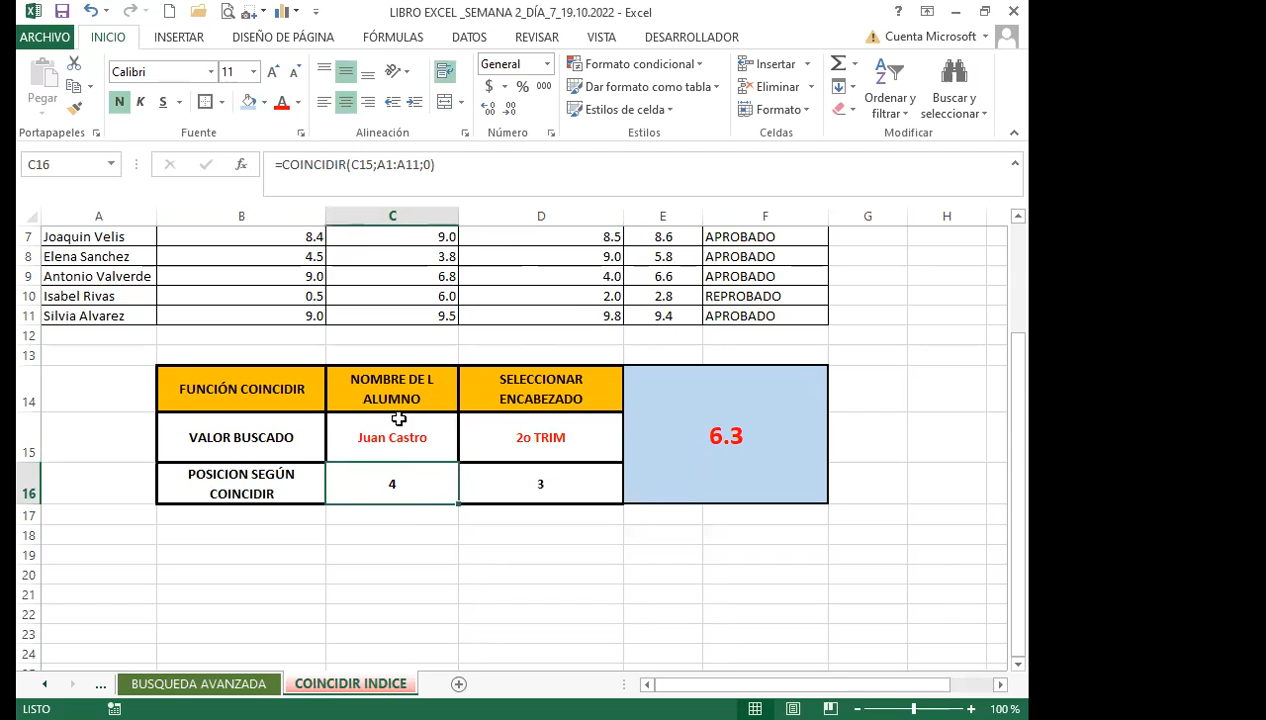 LIBRO EXCEL _SEMANA 2_DÍA_7_19.10.2022 - Excel
ARCHIVO INICIO INSERTAR DISEÑO DE PÁGINA FÓRMULAS DATOS REVISAR VISTA DESARROLLADOR Cuenta Microsoft
Calibri 11 General Formato condicional Insertar
Pegar N K S $ % 000 Dar formato como tabla Eliminar Ordenar y filtrar Buscar y seleccionar
Estilos de celda Formato
Portapapeles Fuente Alineación Número Estilos Celdas Modificar
C16 fx =COINCIDIR(C15;A1:A11;0)
A B C D E F G H
7 Joaquin Velis 8.4 9.0 8.5 8.6 APROBADO
8 Elena Sanchez 4.5 3.8 9.0 5.8 APROBADO
9 Antonio Valverde 9.0 6.8 4.0 6.6 APROBADO
10 Isabel Rivas 0.5 6.0 2.0 2.8 REPROBADO
11 Silvia Alvarez 9.0 9.5 9.8 9.4 APROBADO
12
13
14 FUNCIÓN COINCIDIR NOMBRE DE L ALUMNO SELECCIONAR ENCABEZADO
15 VALOR BUSCADO Juan Castro 2o TRIM 6.3
16 POSICION SEGÚN COINCIDIR 4 3
17
18
19
20
21
22
23
24
... BUSQUEDA AVANZADA COINCIDIR INDICE
LISTO 100 %